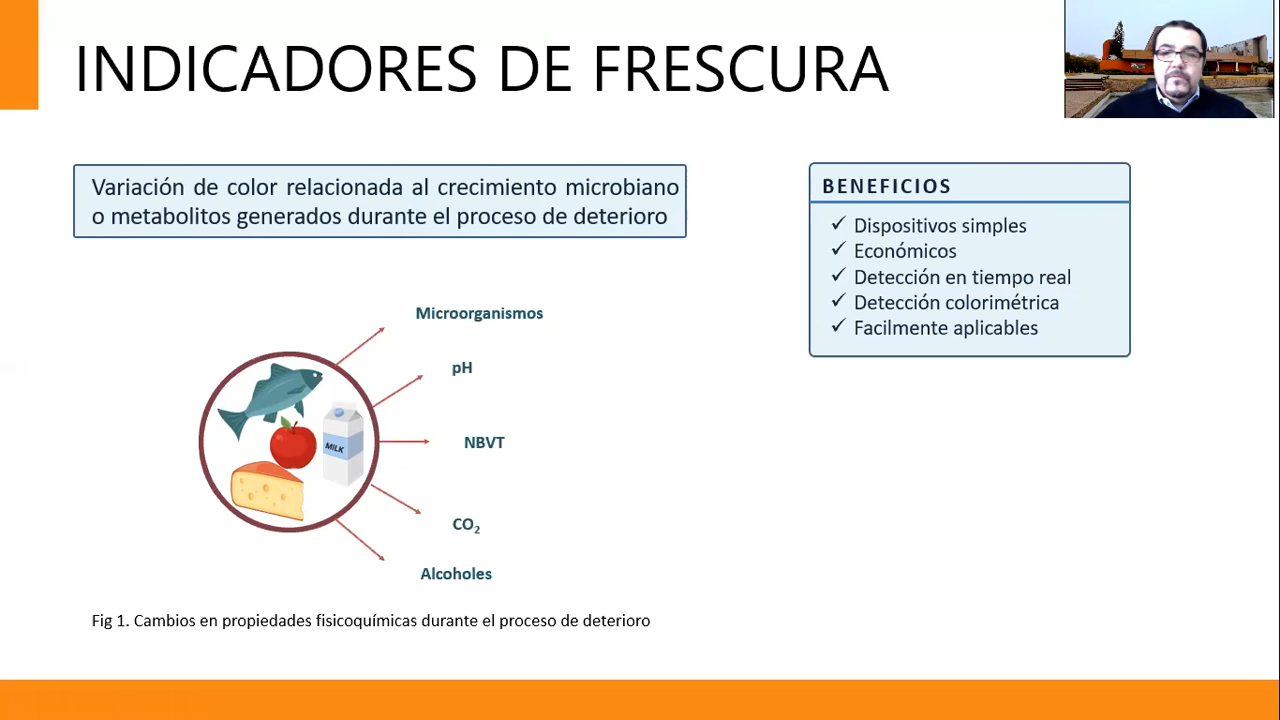 INDICADORES DE FRESCURA
Variación de color relacionada al crecimiento microbiano
o metabolitos generados durante el proceso de deterioro
BENEFICIOS
✓ Dispositivos simples
✓ Económicos
✓ Detección en tiempo real
✓ Detección colorimétrica
✓ Facilmente aplicables
Microorganismos
pH
NBVT
MILK
CO₂
Alcoholes
Fig 1. Cambios en propiedades fisicoquímicas durante el proceso de deterioro